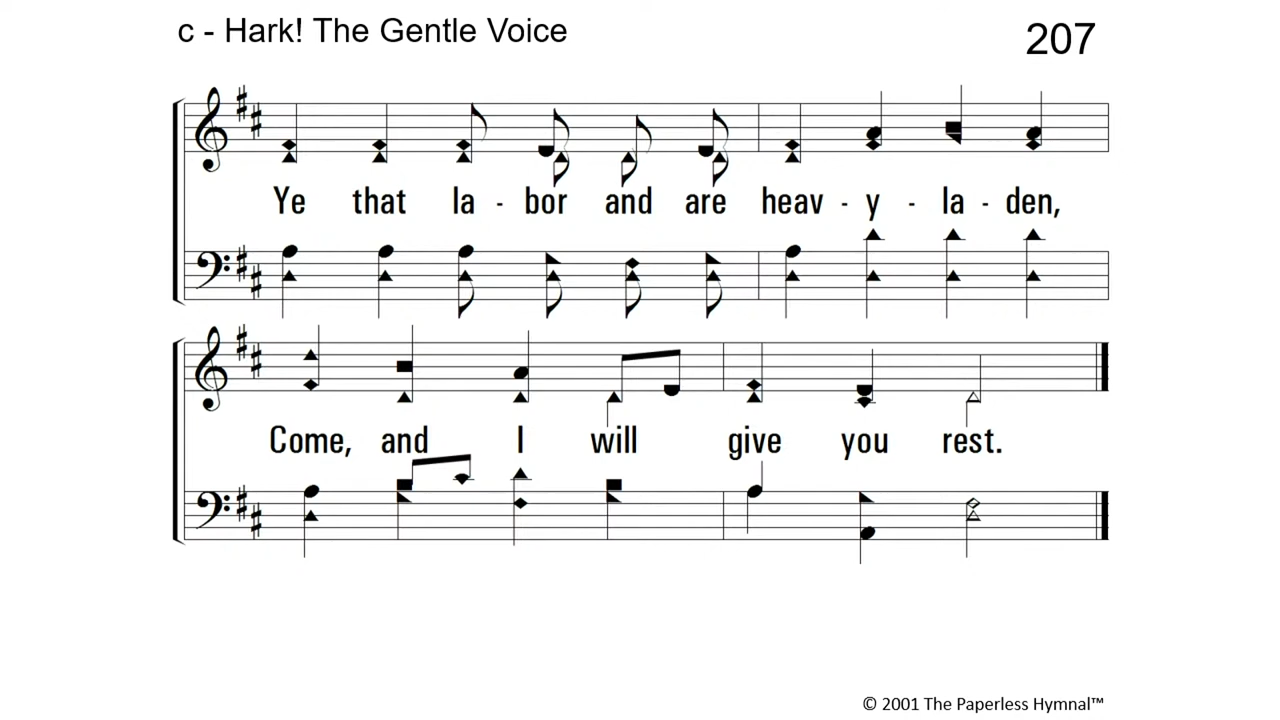 c - Hark! The Gentle Voice
207
Ye that la - bor and are heav - y - la - den,
Come, and I will give you rest.
© 2001 The Paperless Hymnal™